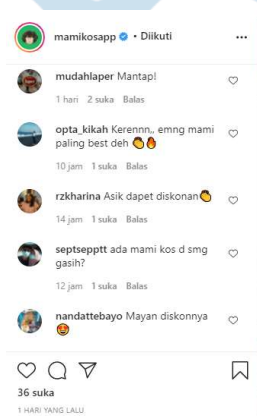 mamikosapp • Diikuti
mudahlaper Mantap!
1 hari 2 suka Balas
opta_kikah Kerennn,, emng mami
paling best deh 👏🔥
10 jam 1 suka Balas
rzkharina Asik dapet diskonan👏
14 jam 1 suka Balas
septsepptt ada mami kos d smg
gasih?
12 jam 1 suka Balas
nandattebayo Mayan diskonnya
🤩
36 suka
1 HARI YANG LALU